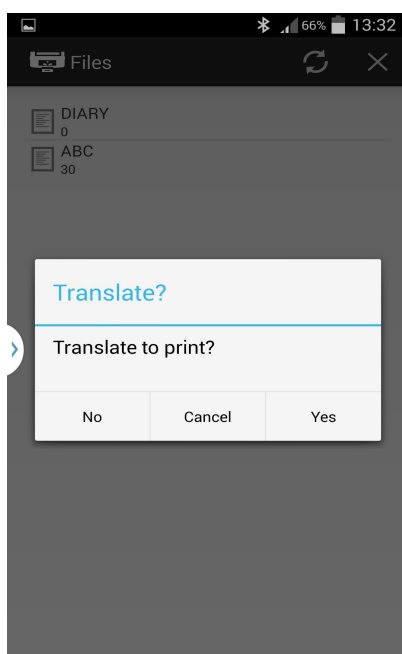 66% 13:32
Files
DIARY
0
ABC
30
Translate?
Translate to print?
No Cancel Yes